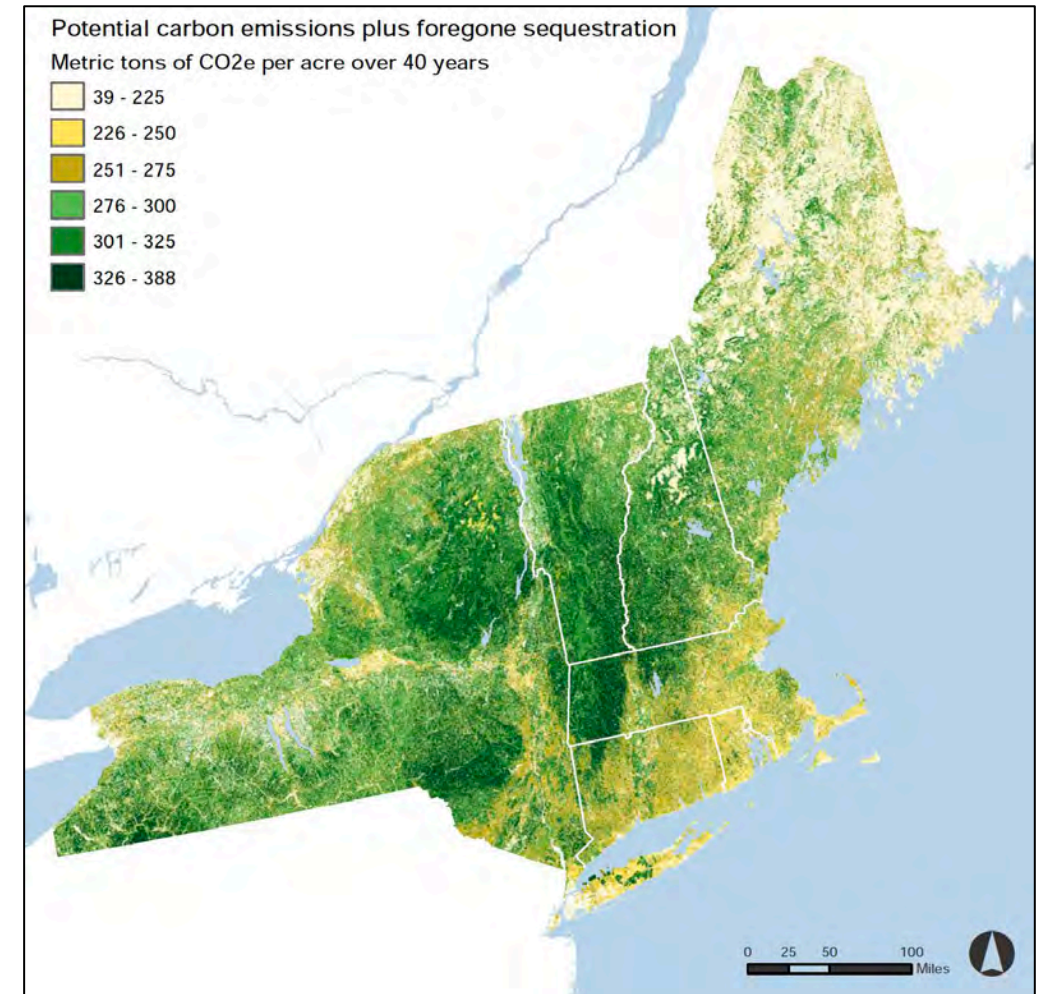 Potential carbon emissions plus foregone sequestration
Metric tons of CO2e per acre over 40 years
39 - 225
226 - 250
251 - 275
276 - 300
301 - 325
326 - 388
0 25 50 100
Miles